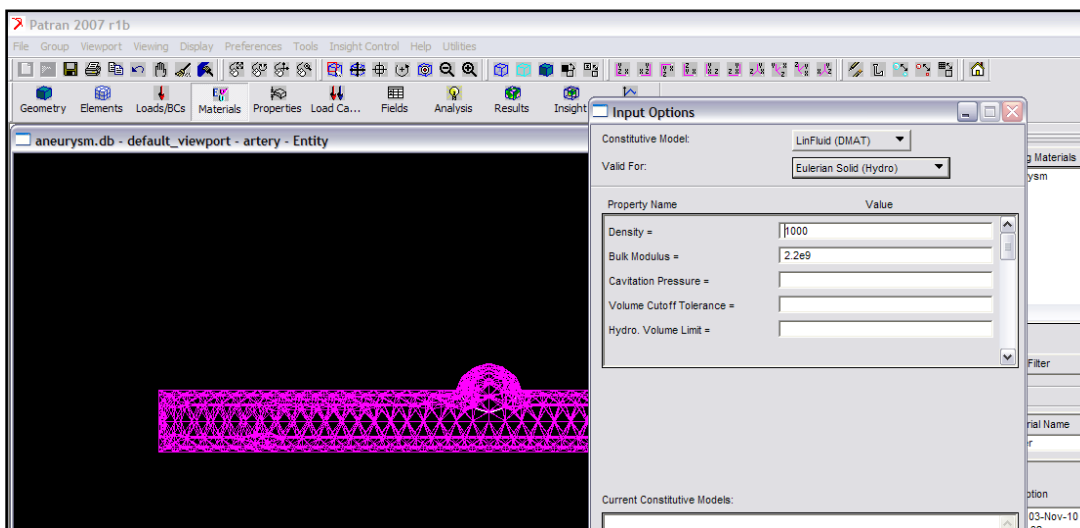 Patran 2007 r1b
File Group Viewport Viewing Display Preferences Tools Insight Control Help Utilities
Geometry Elements Loads/BCs Materials Properties Load Ca... Fields Analysis Results Insight
Input Options
aneurysm.db - default_viewport - artery - Entity
Constitutive Model: LinFluid (DMAT)
Valid For: Eulerian Solid (Hydro)
g Materials
ysm
Property Name Value
Density = 1000
Bulk Modulus = 2.2e9
Cavitation Pressure =
Volume Cutoff Tolerance =
Hydro. Volume Limit =
Filter
rial Name
r
Current Constitutive Models:
ption
03-Nov-10